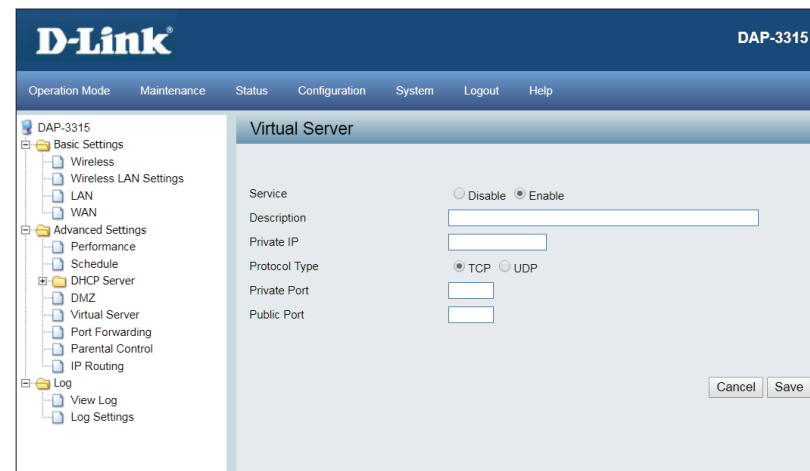 D-Link®
DAP-3315
Operation Mode Maintenance Status Configuration System Logout Help
DAP-3315
Basic Settings
Wireless
Wireless LAN Settings
LAN
WAN
Advanced Settings
Performance
Schedule
DHCP Server
DMZ
Virtual Server
Port Forwarding
Parental Control
IP Routing
Log
View Log
Log Settings
Virtual Server
Service Disable Enable
Description
Private IP
Protocol Type TCP UDP
Private Port
Public Port
Cancel Save